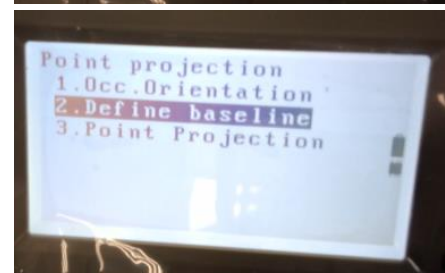 Point projection
1.Occ.Orientation
2.Define baseline
3.Point Projection